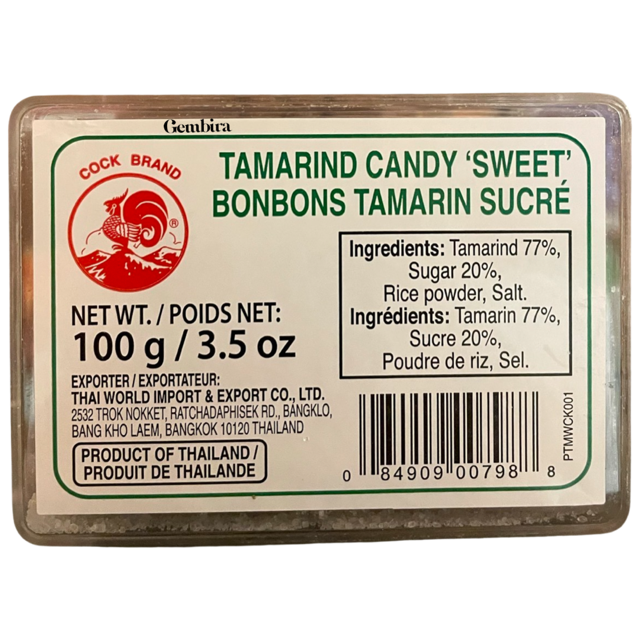 Gembira
COCK BRAND
®
TAMARIND CANDY ‘SWEET’
BONBONS TAMARIN SUCRÉ
Ingredients: Tamarind 77%,
Sugar 20%,
Rice powder, Salt.
Ingrédients: Tamarin 77%,
Sucre 20%,
Poudre de riz, Sel.
NET WT. / POIDS NET:
100 g / 3.5 oz
EXPORTER / EXPORTATEUR:
THAI WORLD IMPORT & EXPORT CO., LTD.
2532 TROK NOKKET, RATCHADAPHISEK RD., BANGKLO,
BANG KHO LAEM, BANGKOK 10120 THAILAND
PRODUCT OF THAILAND /
PRODUIT DE THAILANDE
0 84909 00798 8
PTMWCK001